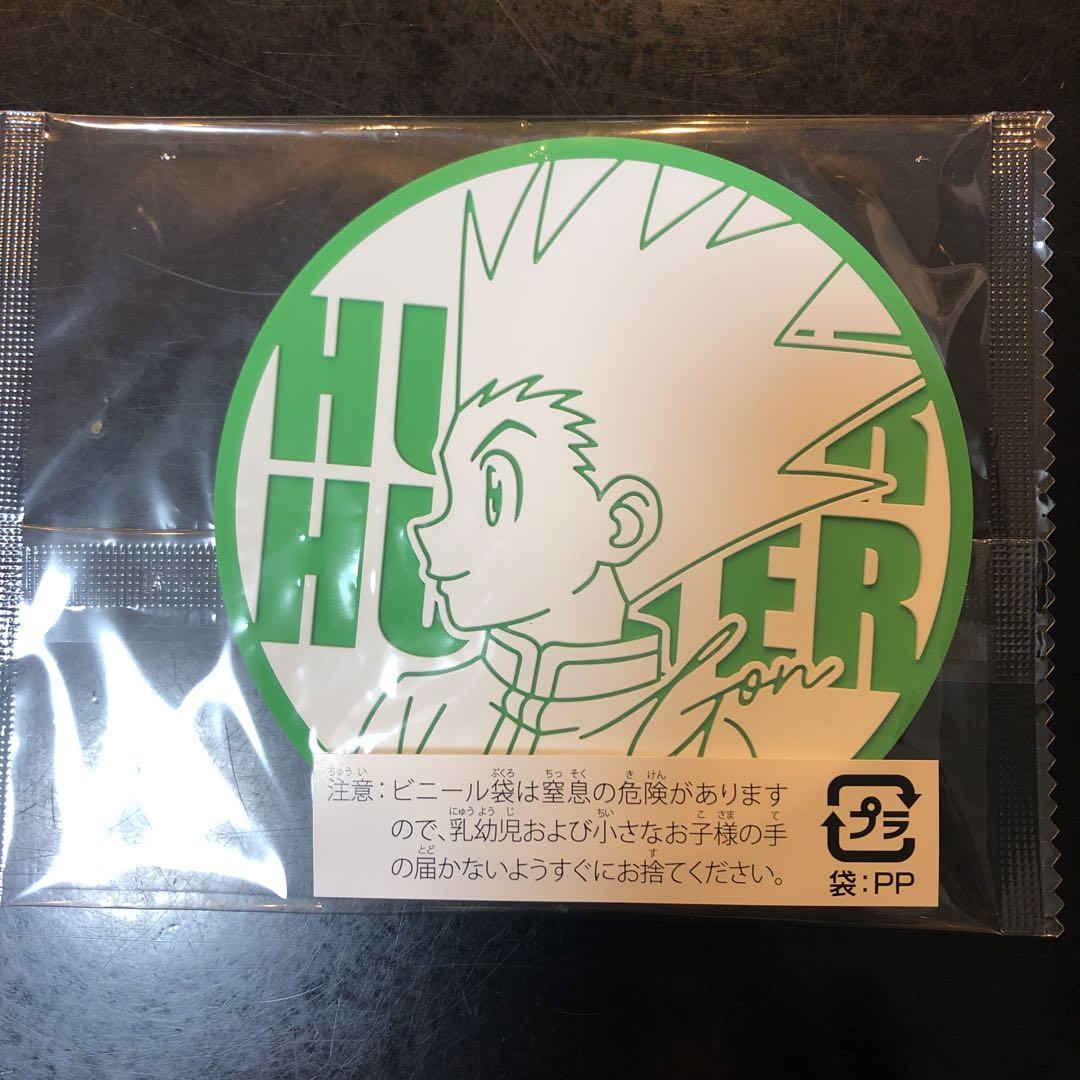 HU
HU TER
Gon
注意：ビニール袋は窒息の危険があります
ので、乳幼児および小さなお子様の手
の届かないようすぐにお捨てください。
プラ
袋：PP